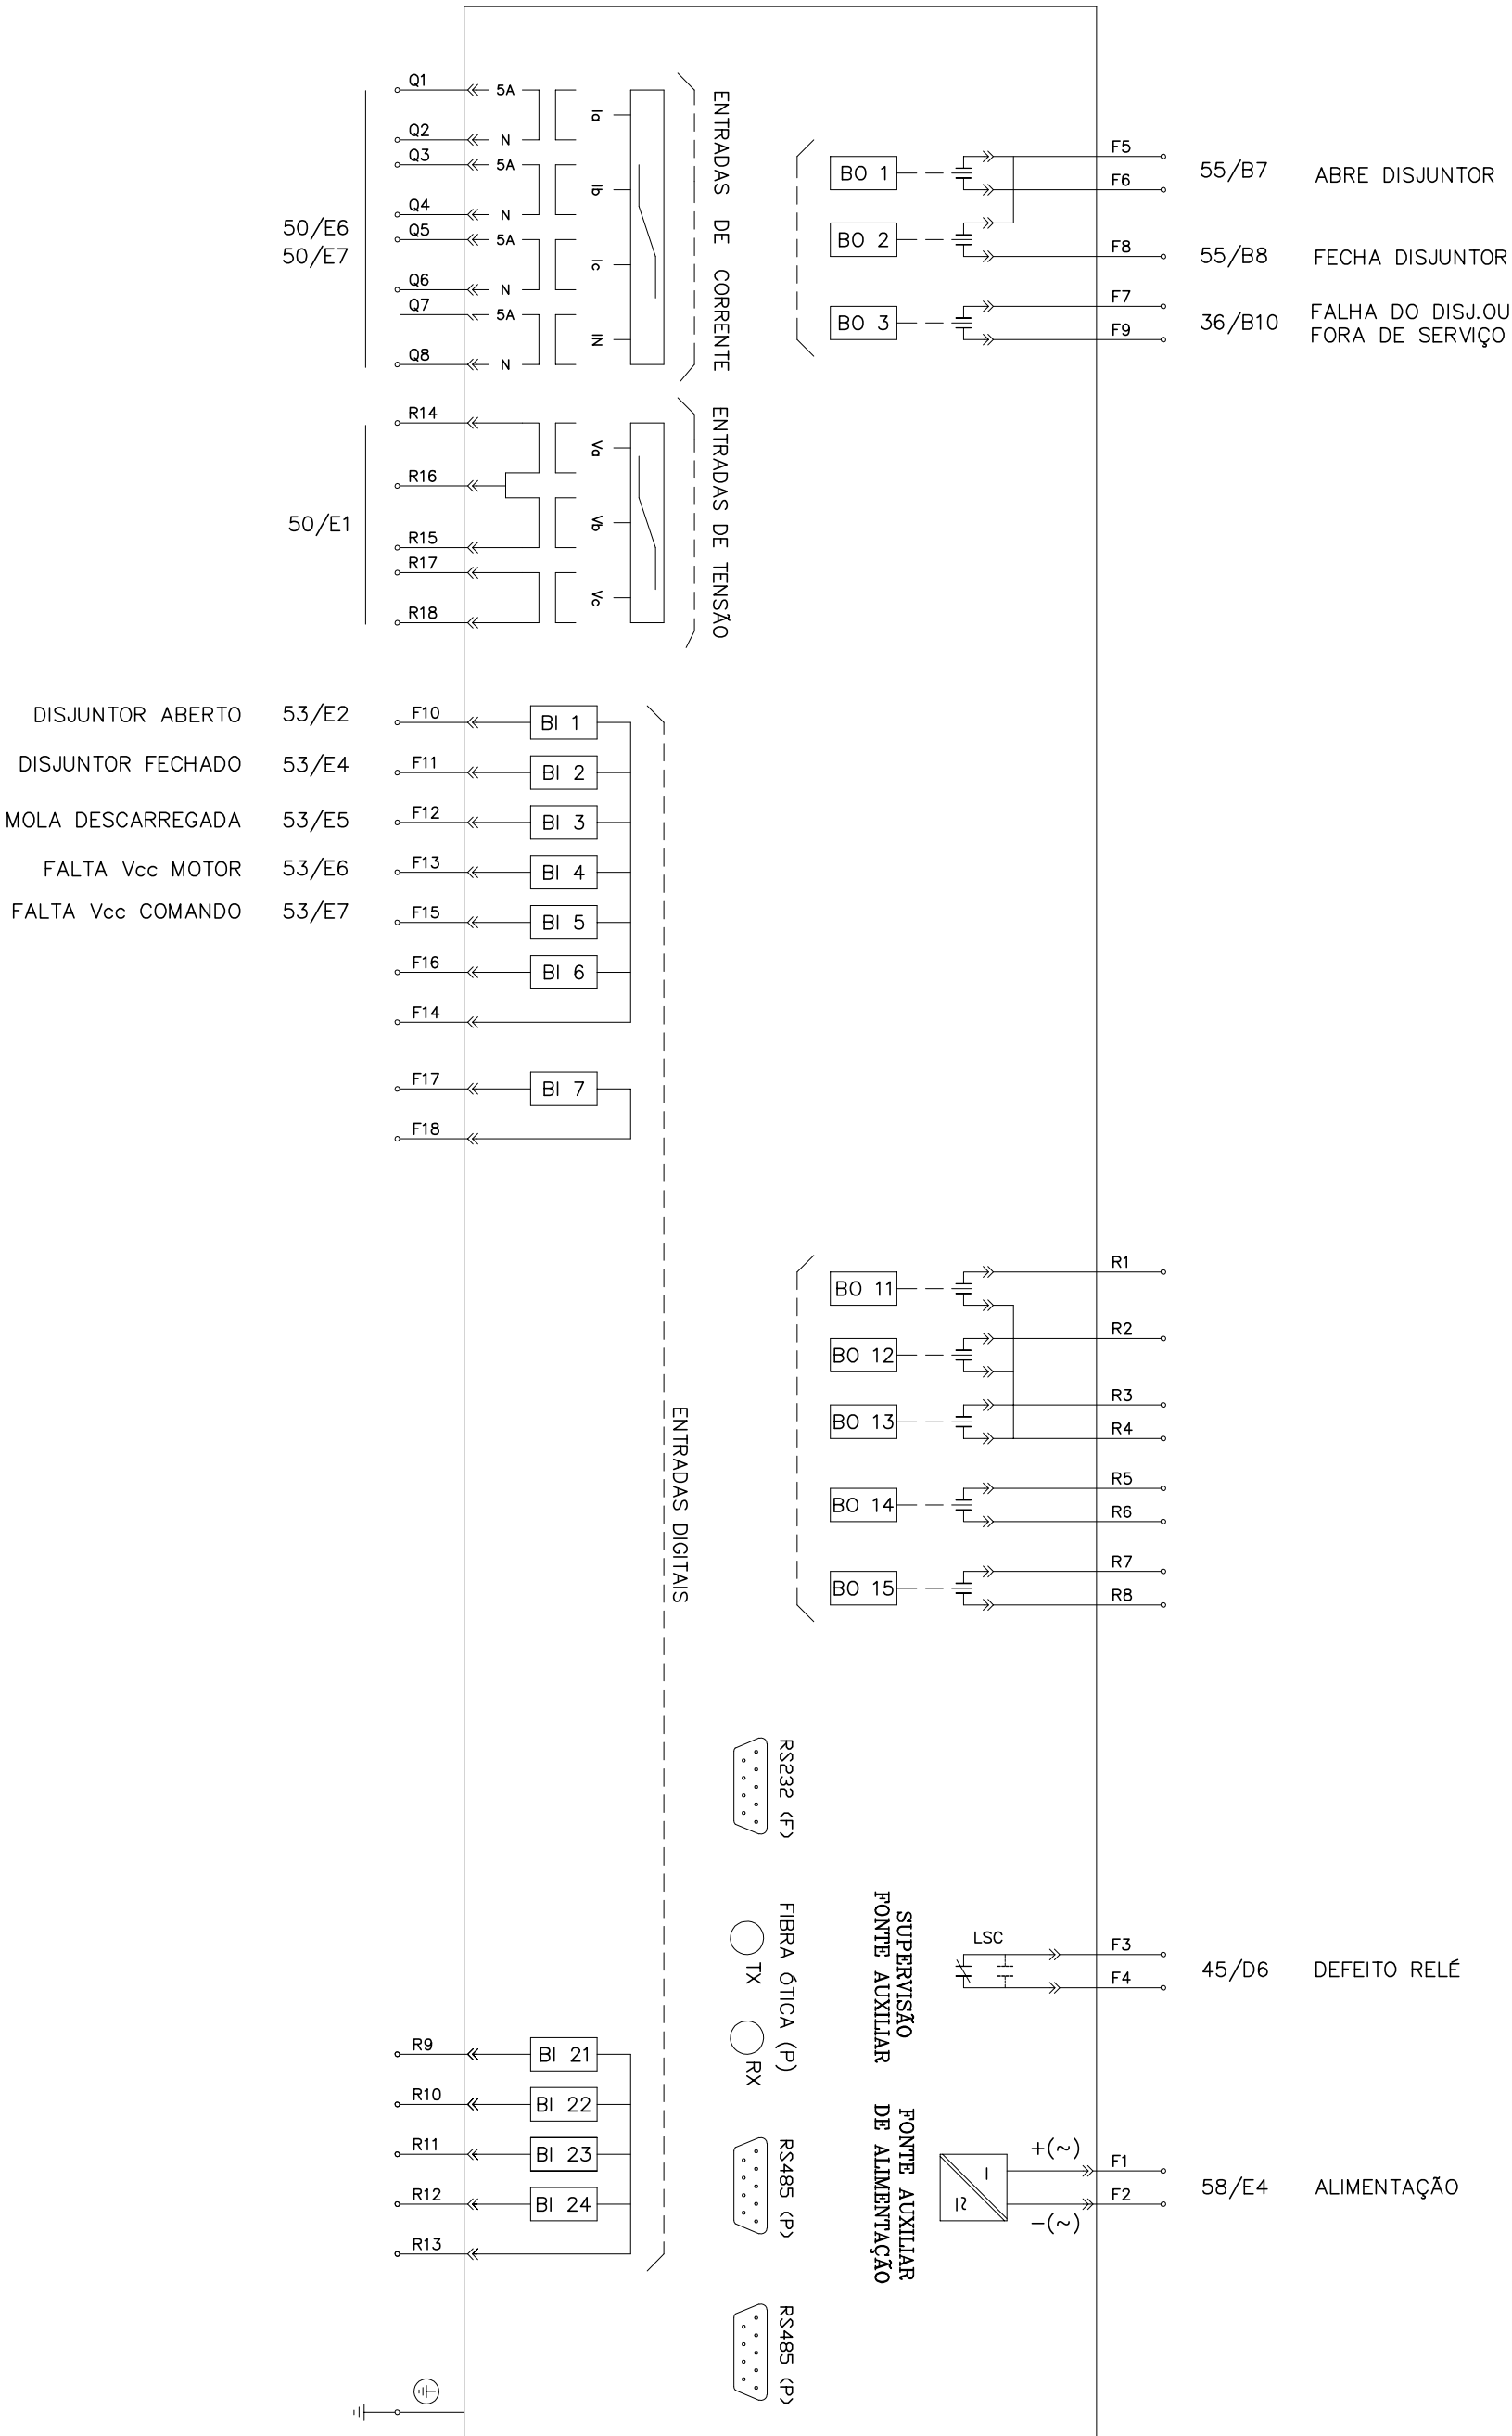 Q1
5A
Q2
N
Ia
Q3
5A
Q4
N
Ib
Q5
5A
Q6
N
Ic
Q7
5A
Q8
N
IN
50/E6
50/E7
ENTRADAS DE CORRENTE
R14
R16
R15
R17
R18
Va
Vb
Vc
50/E1
ENTRADAS DE TENSÃO
BO 1
F5
F6
55/B7
ABRE DISJUNTOR
BO 2
F8
55/B8
FECHA DISJUNTOR
BO 3
F7
F9
36/B10
FALHA DO DISJ.OU
FORA DE SERVIÇO
DISJUNTOR ABERTO
53/E2
F10
BI 1
DISJUNTOR FECHADO
53/E4
F11
BI 2
MOLA DESCARREGADA
53/E5
F12
BI 3
FALTA Vcc MOTOR
53/E6
F13
BI 4
FALTA Vcc COMANDO
53/E7
F15
BI 5
F16
BI 6
F14
F17
BI 7
F18
ENTRADAS DIGITAIS
BO 11
R1
BO 12
R2
BO 13
R3
R4
BO 14
R5
R6
BO 15
R7
R8
RS232 (F)
FIBRA ÓTICA (P)
TX
RX
SUPERVISÃO
FONTE AUXILIAR
LSC
F3
F4
45/D6
DEFEITO RELÉ
R9
BI 21
R10
BI 22
R11
BI 23
R12
BI 24
R13
RS485 (P)
FONTE AUXILIAR
DE ALIMENTAÇÃO
+(~)
F1
F2
-(~)
58/E4
ALIMENTAÇÃO
RS485 (P)